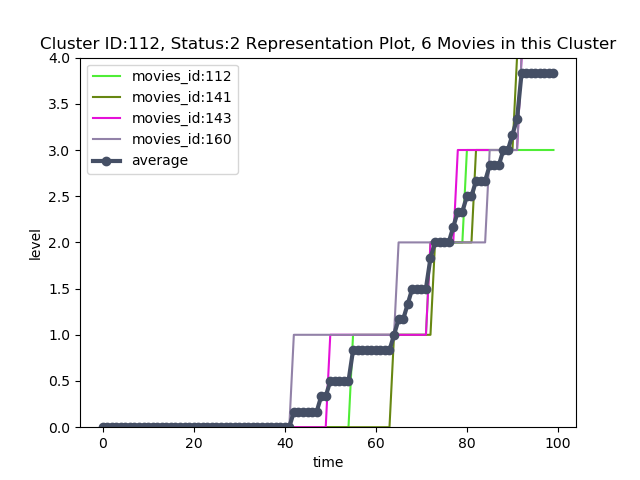 Cluster ID:112, Status:2 Representation Plot, 6 Movies in this Cluster
movies_id:112
movies_id:141
movies_id:143
movies_id:160
average
level
4.0
3.5
3.0
2.5
2.0
1.5
1.0
0.5
0.0
0 20 40 60 80 100
time